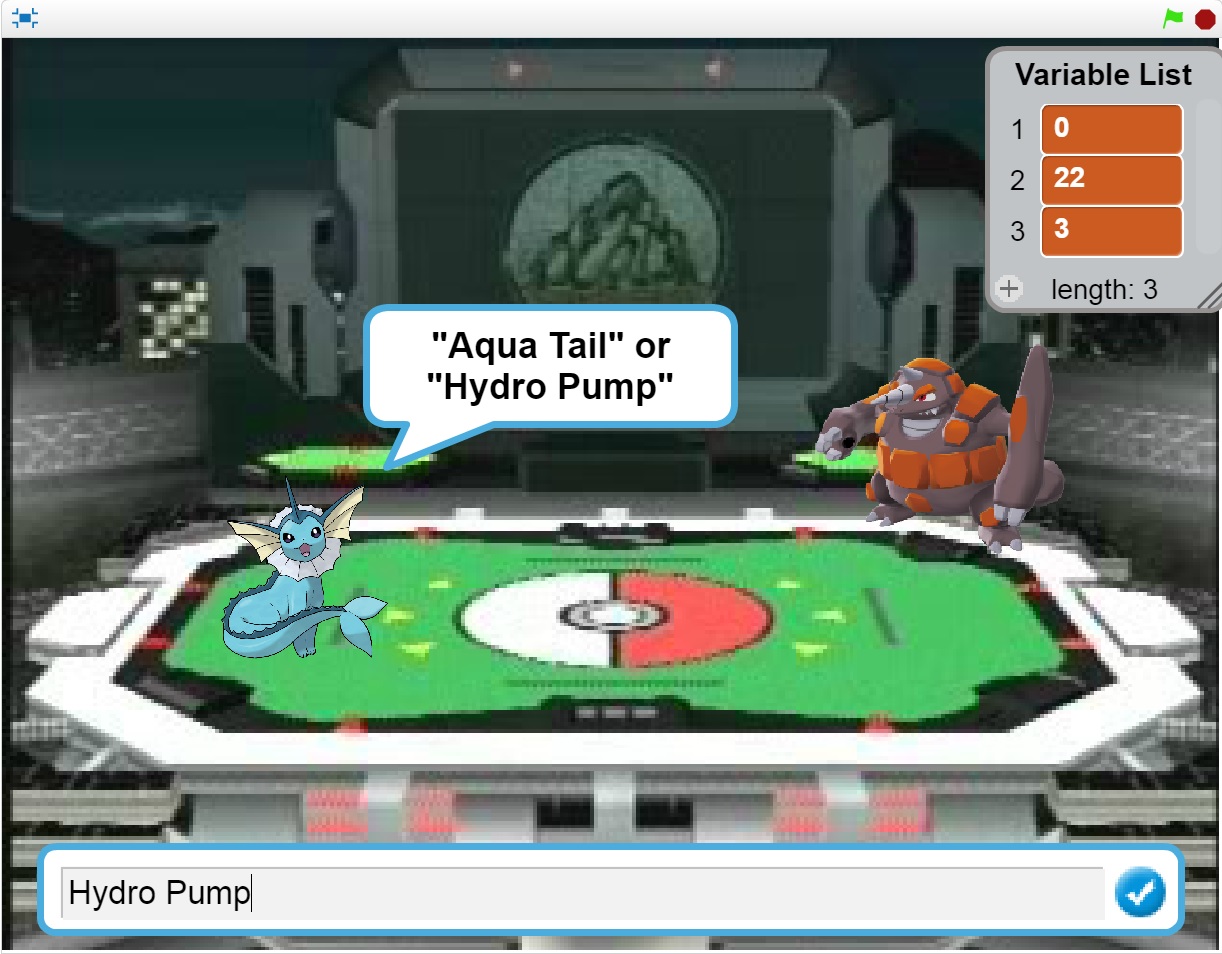 Variable List
1 0
2 22
3 3
+ length: 3
"Aqua Tail" or
"Hydro Pump"
Hydro Pump